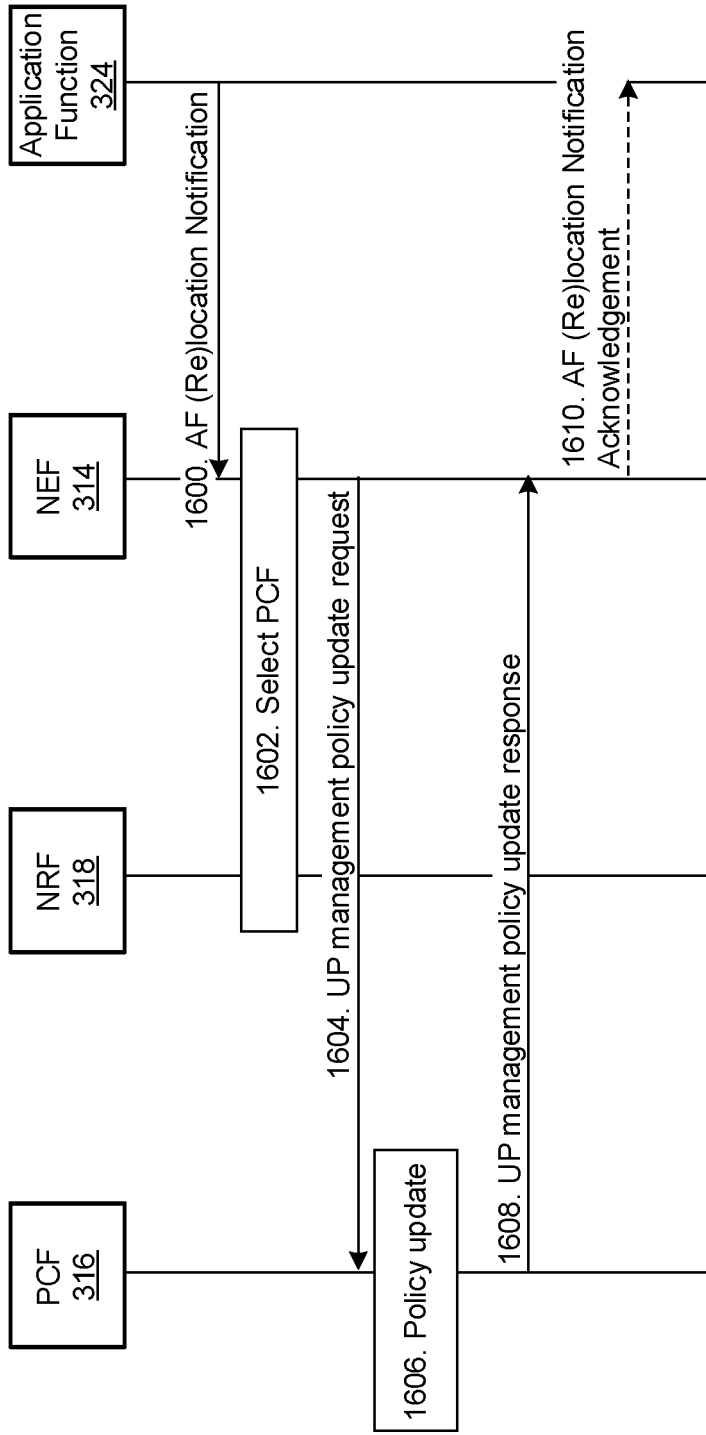 PCF
316
NRF
318
NEF
314
Application
Function
324
1600. AF (Re)location Notification
1602. Select PCF
1604. UP management policy update request
1606. Policy update
1608. UP management policy update response
1610. AF (Re)location Notification
Acknowledgement